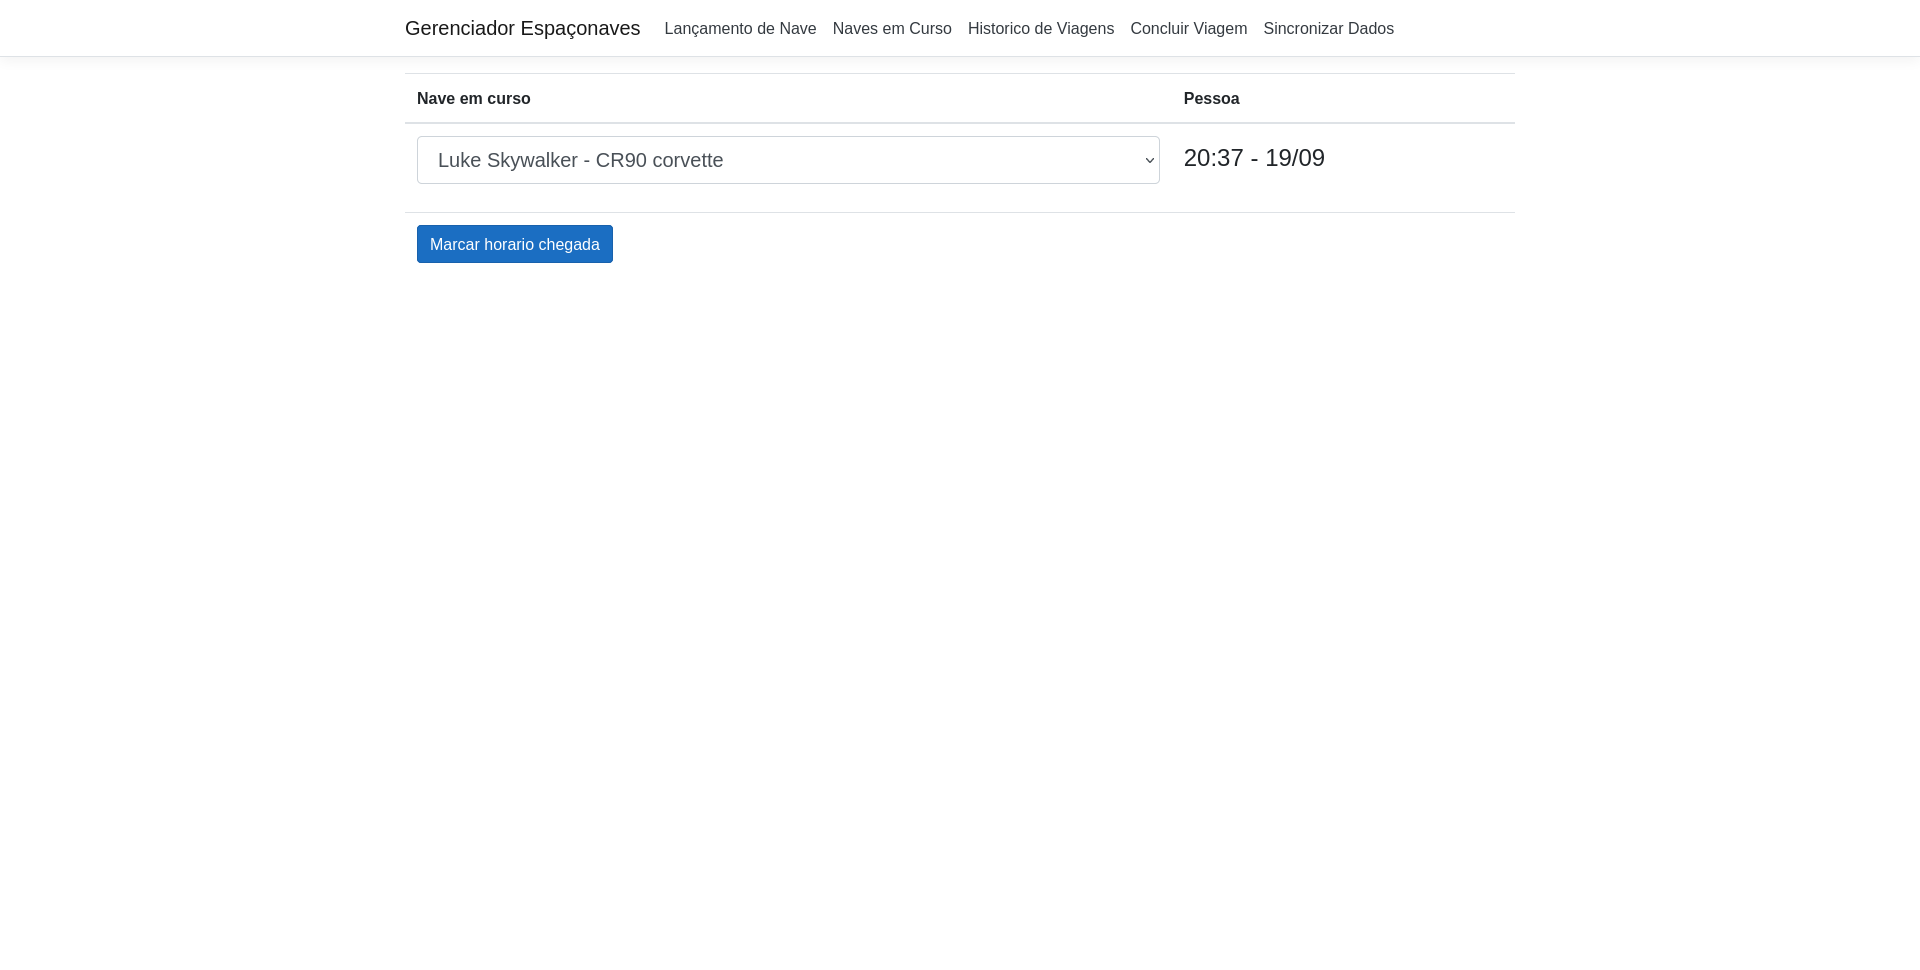 Gerenciador Espaçonaves Lançamento de Nave Naves em Curso Historico de Viagens Concluir Viagem Sincronizar Dados
Nave em curso Pessoa
Luke Skywalker - CR90 corvette 20:37 - 19/09
Marcar horario chegada